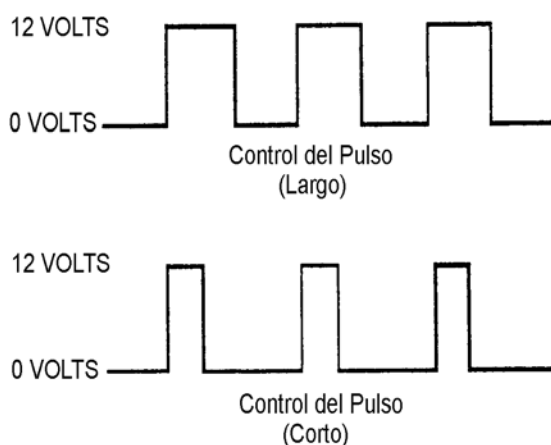 12 VOLTS
0 VOLTS
Control del Pulso
(Largo)
12 VOLTS
0 VOLTS
Control del Pulso
(Corto)